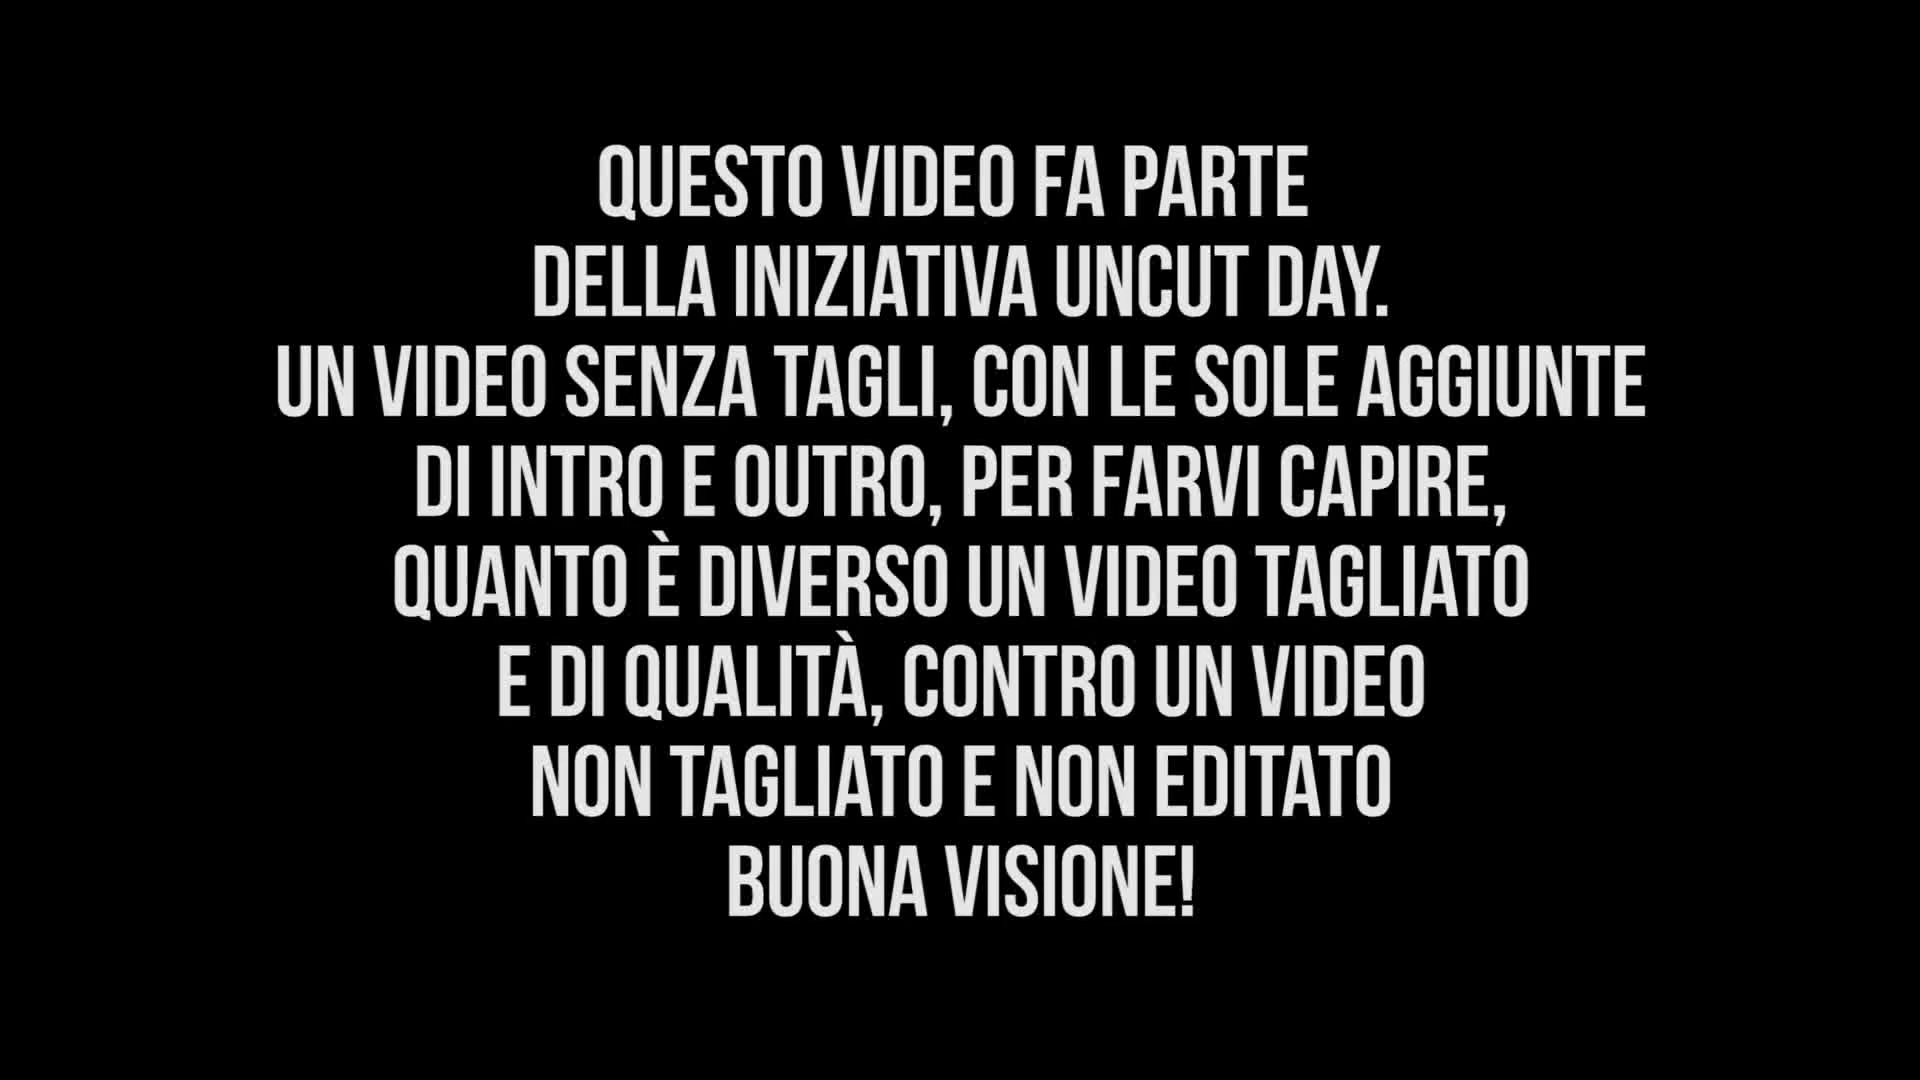 QUESTO VIDEO FA PARTE
DELLA INIZIATIVA UNCUT DAY.
UN VIDEO SENZA TAGLI, CON LE SOLE AGGIUNTE
DI INTRO E OUTRO, PER FARVI CAPIRE,
QUANTO È DIVERSO UN VIDEO TAGLIATO
E DI QUALITÀ, CONTRO UN VIDEO
NON TAGLIATO E NON EDITATO
BUONA VISIONE!